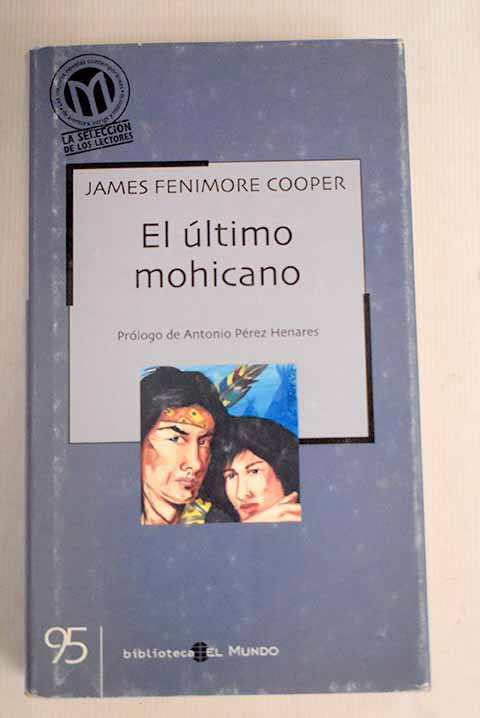 LA SELECCIÓN
DE LOS LECTORES
JAMES FENIMORE COOPER
El último
mohicano
Prólogo de Antonio Pérez Henares
95
biblioteca EL MUNDO